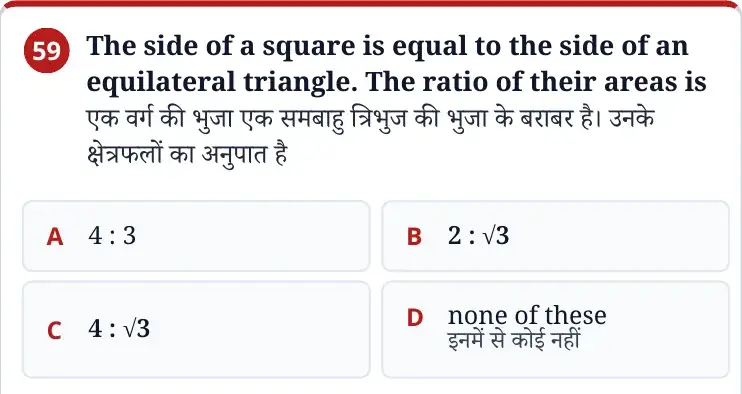 59 The side of a square is equal to the side of an
equilateral triangle. The ratio of their areas is
एक वर्ग की भुजा एक समबाहु त्रिभुज की भुजा के बराबर है। उनके
क्षेत्रफलों का अनुपात है
A 4 : 3
B 2 : √3
C 4 : √3
D none of these
इनमें से कोई नहीं